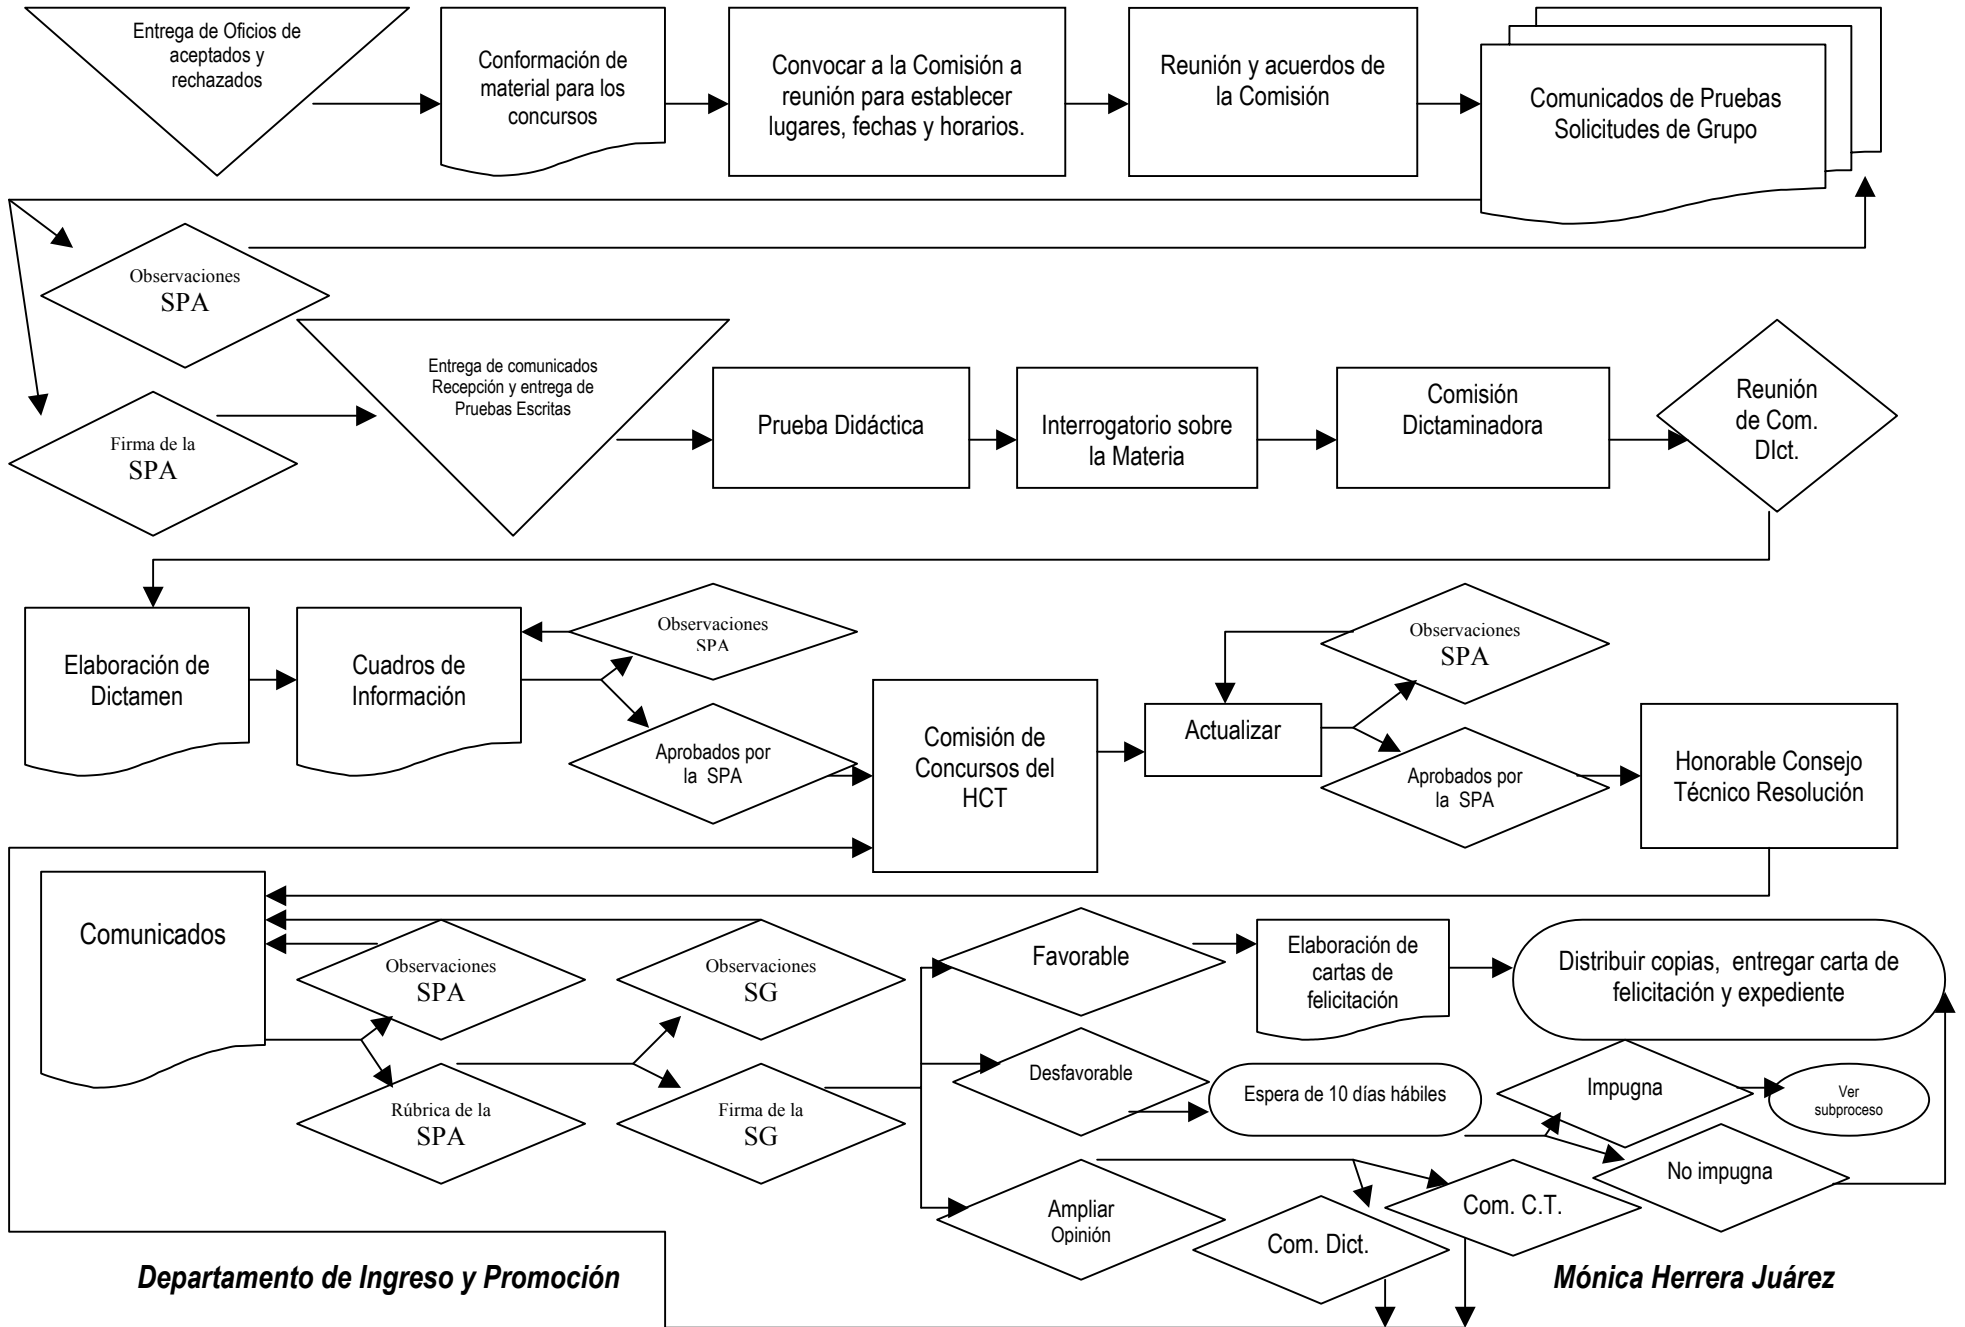 Entrega de Oficios de
aceptados y
rechazados
Conformación de
material para los
concursos
Convocar a la Comisión a
reunión para establecer
lugares, fechas y horarios.
Reunión y acuerdos de
la Comisión
Comunicados de Pruebas
Solicitudes de Grupo
Observaciones
SPA
Firma de la
SPA
Entrega de comunicados
Recepción y entrega de
Pruebas Escritas
Prueba Didáctica
Interrogatorio sobre
la Materia
Comisión
Dictaminadora
Reunión
de Com.
DIct.
Elaboración de
Dictamen
Cuadros de
Información
Observaciones
SPA
Aprobados por
la SPA
Comisión de
Concursos del
HCT
Actualizar
Observaciones
SPA
Aprobados por
la SPA
Honorable Consejo
Técnico Resolución
Comunicados
Observaciones
SPA
Rúbrica de la
SPA
Observaciones
SG
Firma de la
SG
Favorable
Elaboración de
cartas de
felicitación
Distribuir copias, entregar carta de
felicitación y expediente
Desfavorable
Espera de 10 días hábiles
Impugna
Ver
subproceso
No impugna
Ampliar
Opinión
Com. Dict.
Com. C.T.
Departamento de Ingreso y Promoción
Mónica Herrera Juárez